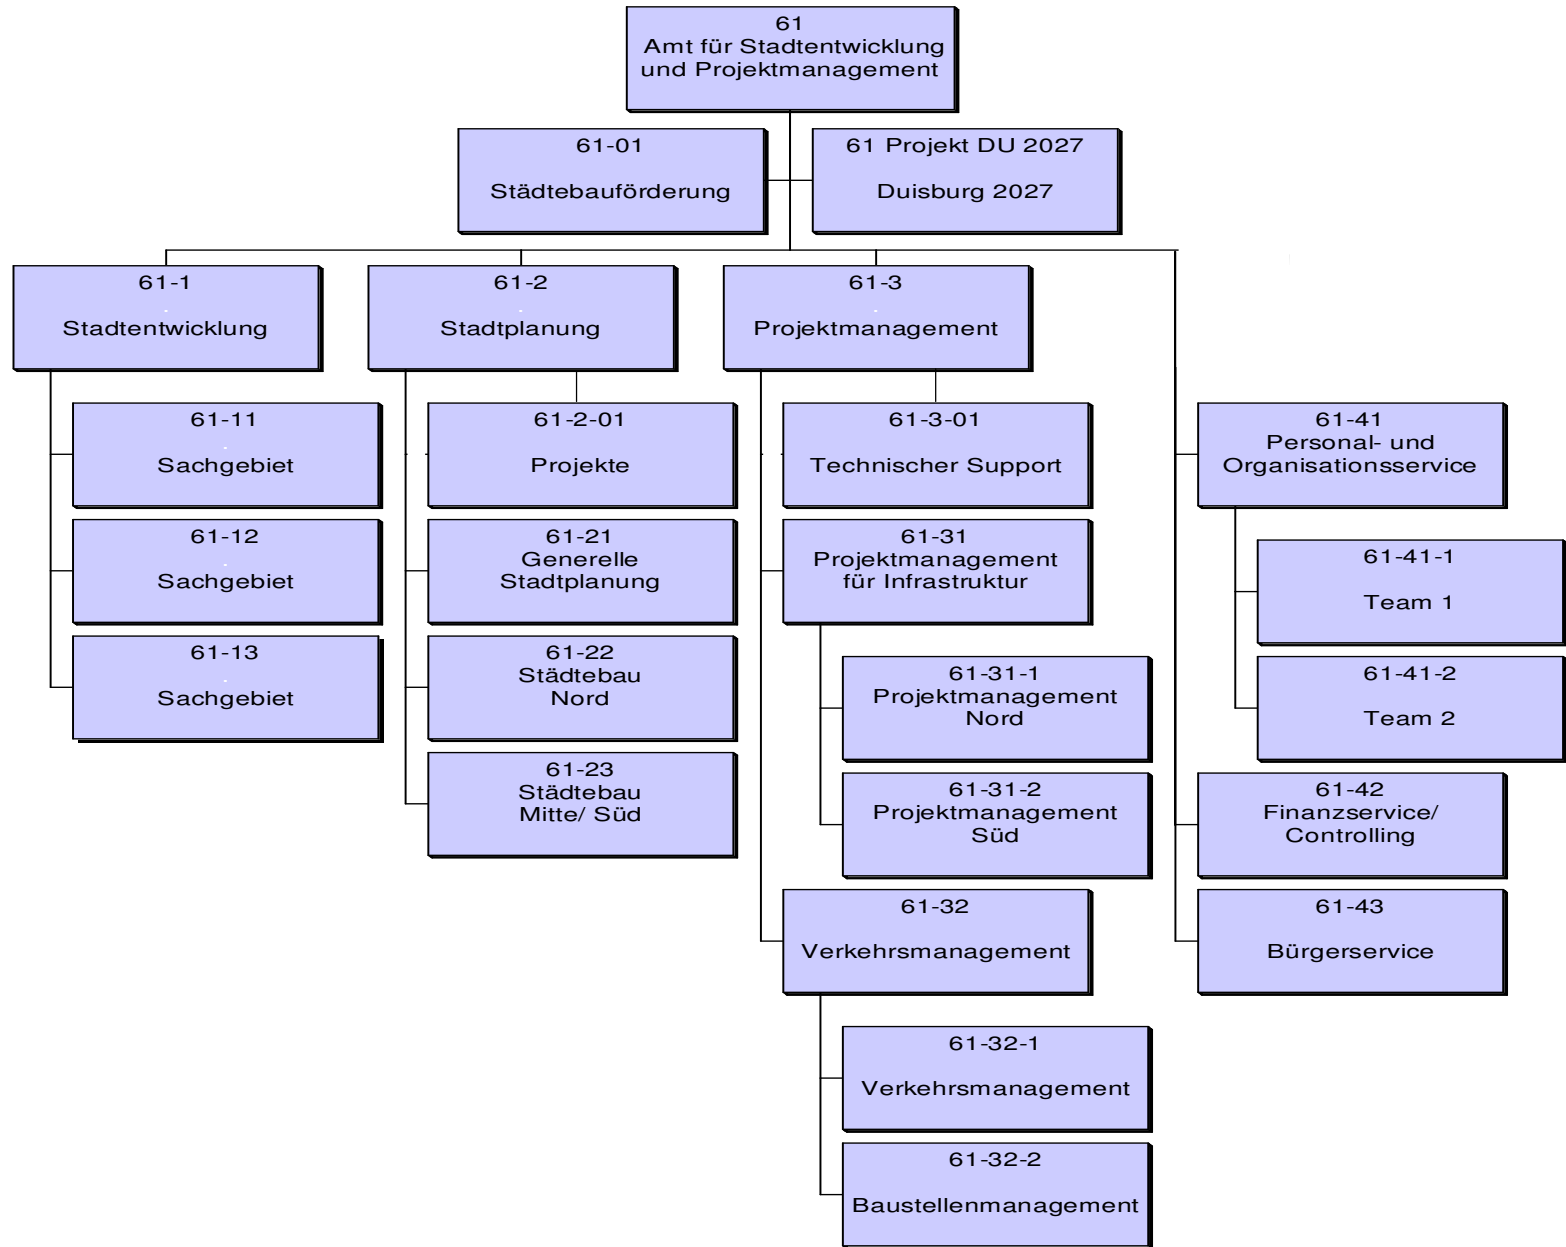 61
Amt für Stadtentwicklung
und Projektmanagement
61-01
Städtebauförderung
61 Projekt DU 2027
Duisburg 2027
61-1
Stadtentwicklung
61-2
Stadtplanung
61-3
Projektmanagement
61-11
Sachgebiet
61-12
Sachgebiet
61-13
Sachgebiet
61-2-01
Projekte
61-21
Generelle
Stadtplanung
61-22
Städtebau
Nord
61-23
Städtebau
Mitte/ Süd
61-3-01
Technischer Support
61-31
Projektmanagement
für Infrastruktur
61-31-1
Projektmanagement
Nord
61-31-2
Projektmanagement
Süd
61-32
Verkehrsmanagement
61-32-1
Verkehrsmanagement
61-32-2
Baustellenmanagement
61-41
Personal- und
Organisationsservice
61-41-1
Team 1
61-41-2
Team 2
61-42
Finanzservice/
Controlling
61-43
Bürgerservice